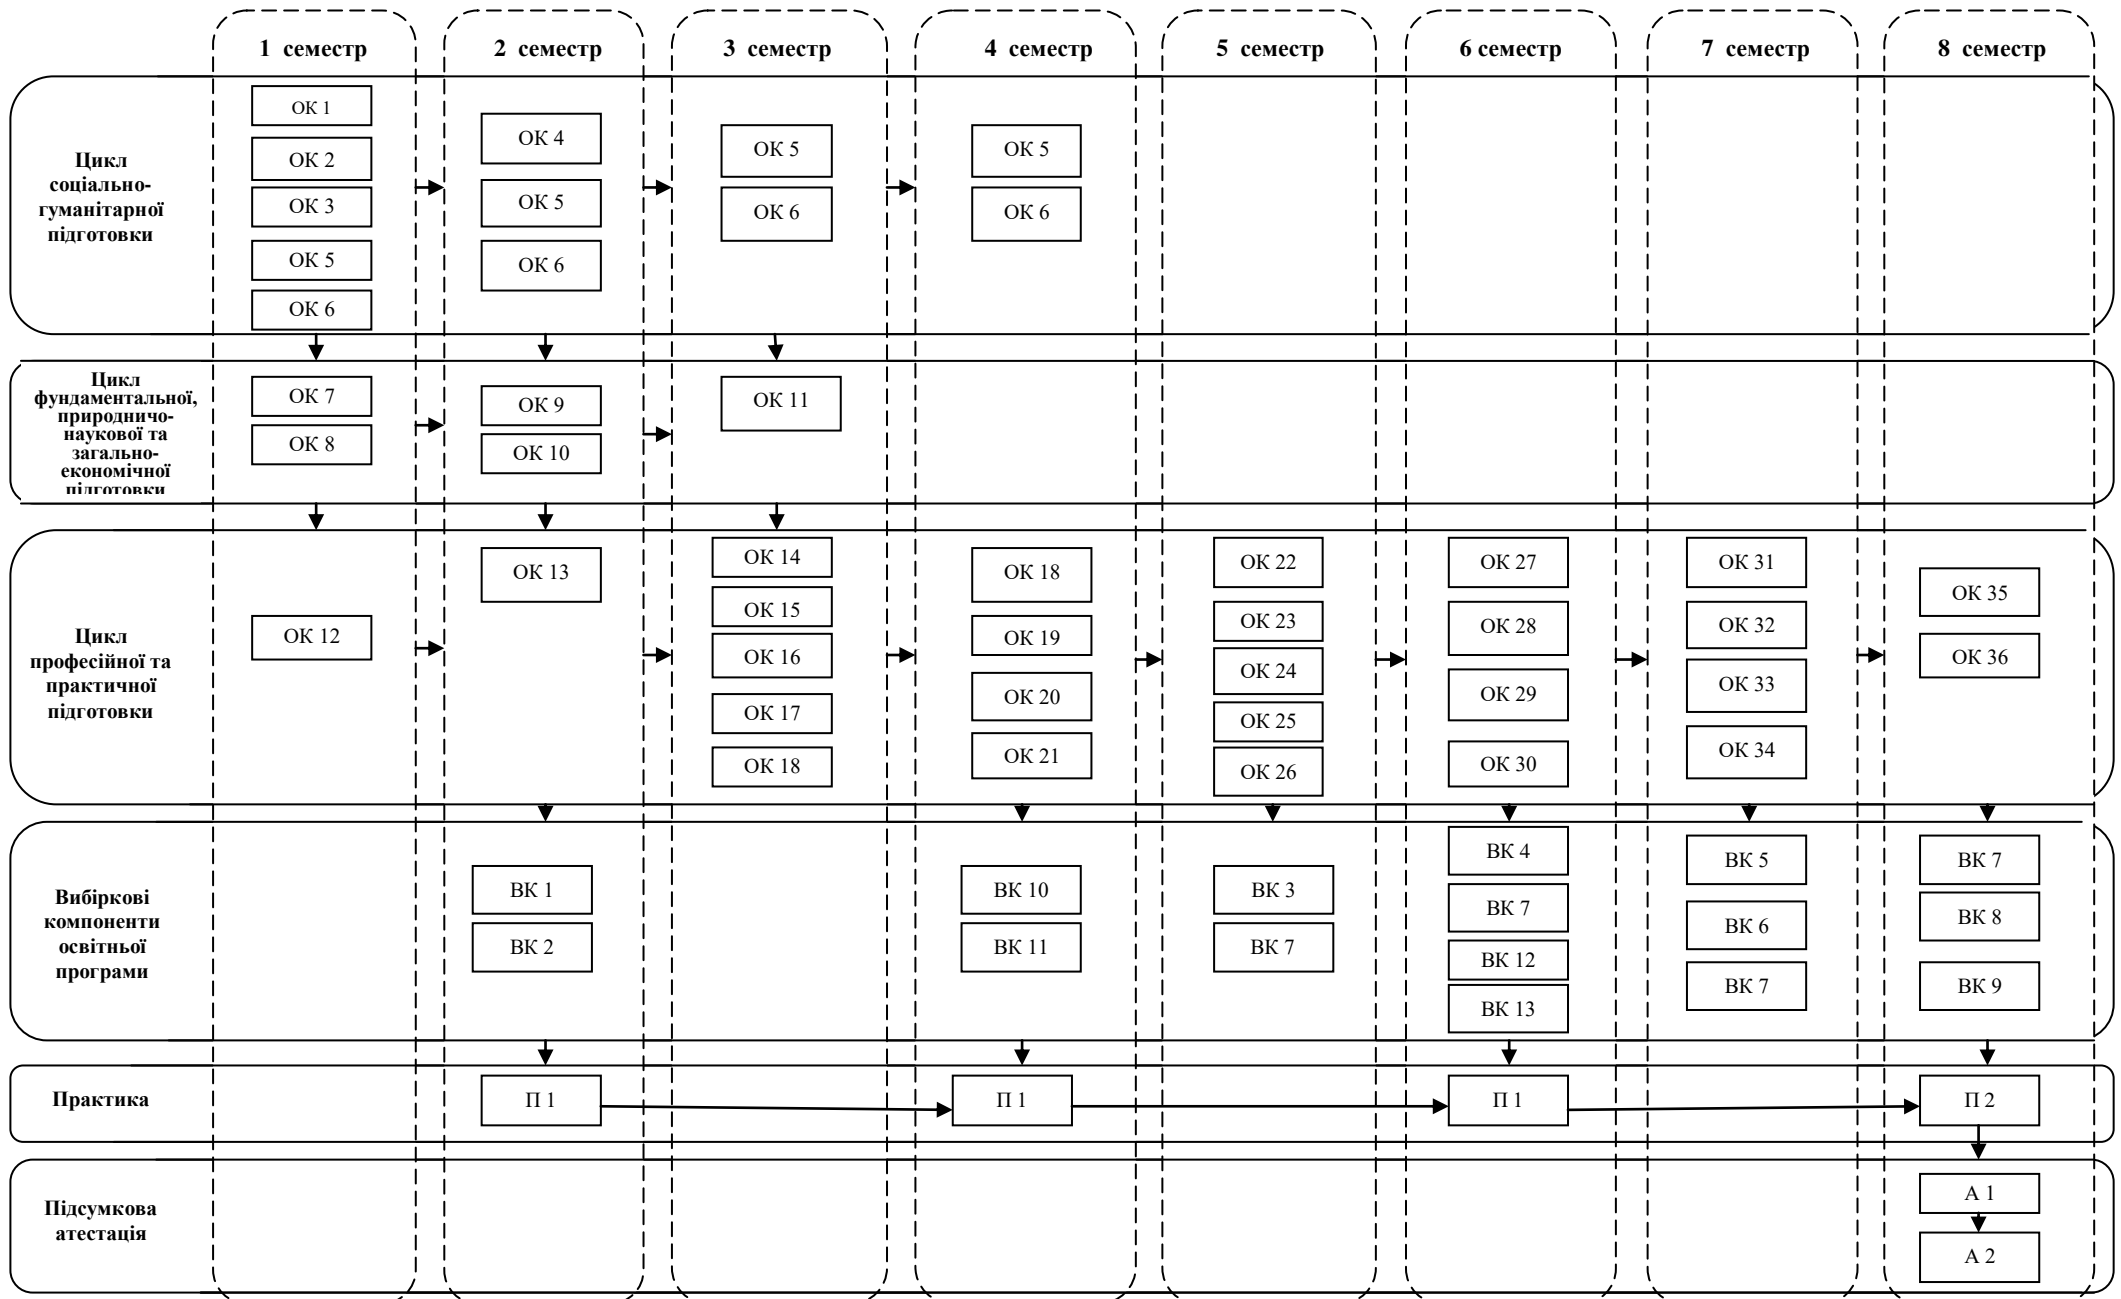 1 семестр
2 семестр
3 семестр
4 семестр
5 семестр
6 семестр
7 семестр
8 семестр
Цикл
соціально-
гуманітарної
підготовки
ОК 1
ОК 2
ОК 3
ОК 5
ОК 6
ОК 4
ОК 5
ОК 6
ОК 5
ОК 6
ОК 5
ОК 6
Цикл
фундаментальної,
природничо-
наукової та
загально-
економічної
підготовки
ОК 7
ОК 8
ОК 9
ОК 10
ОК 11
Цикл
професійної та
практичної
підготовки
ОК 12
ОК 13
ОК 14
ОК 15
ОК 16
ОК 17
ОК 18
ОК 18
ОК 19
ОК 20
ОК 21
ОК 22
ОК 23
ОК 24
ОК 25
ОК 26
ОК 27
ОК 28
ОК 29
ОК 30
ОК 31
ОК 32
ОК 33
ОК 34
ОК 35
ОК 36
Вибіркові
компоненти
освітньої
програми
ВК 1
ВК 2
ВК 10
ВК 11
ВК 3
ВК 7
ВК 4
ВК 7
ВК 12
ВК 13
ВК 5
ВК 6
ВК 7
ВК 7
ВК 8
ВК 9
Практика
П 1
П 1
П 1
П 2
Підсумкова
атестація
А 1
А 2